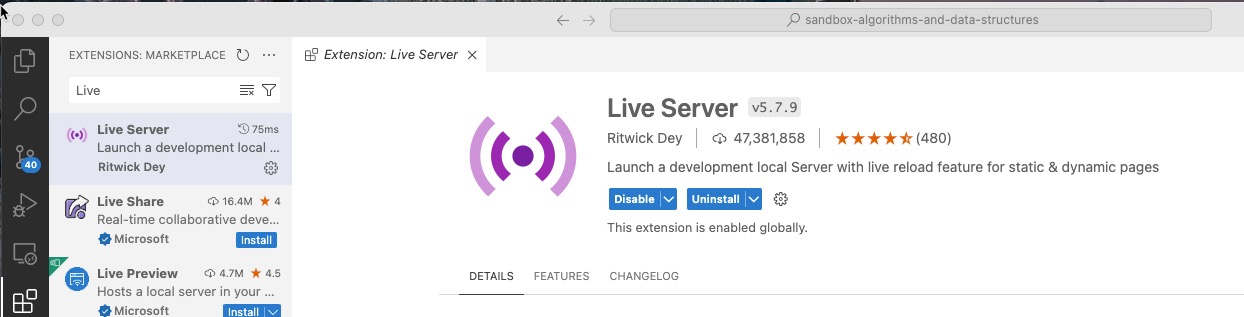 sandbox-algorithms-and-data-structures
EXTENSIONS: MARKETPLACE
Live
Live Server 75ms
Launch a development local ...
Ritwick Dey
40
Live Share 16.4M 4
Real-time collaborative deve...
Microsoft Install
Live Preview 4.7M 4.5
Hosts a local server in your ...
Microsoft Install
Extension: Live Server
Live Server v5.7.9
Ritwick Dey 47,381,858 (480)
Launch a development local Server with live reload feature for static & dynamic pages
Disable Uninstall
This extension is enabled globally.
DETAILS FEATURES CHANGELOG